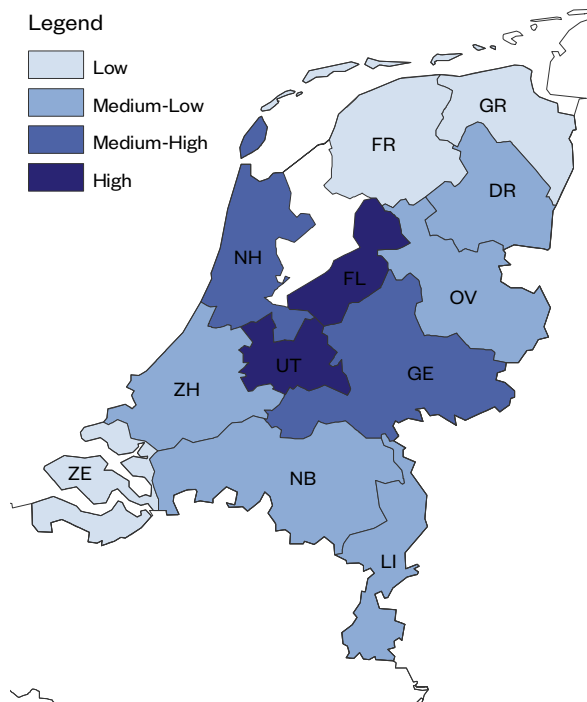 Legend
Low
Medium-Low
Medium-High
High
GR
FR
DR
NH
FL
OV
UT
GE
ZH
ZE
NB
LI